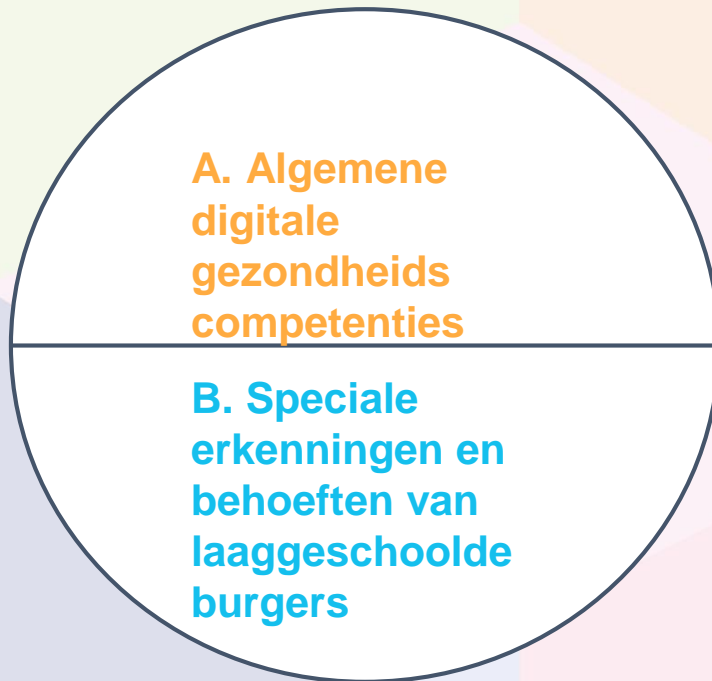 A. Algemene
digitale
gezondheids
competenties
B. Speciale
erkenningen en
behoeften van
laaggeschoolde
burgers